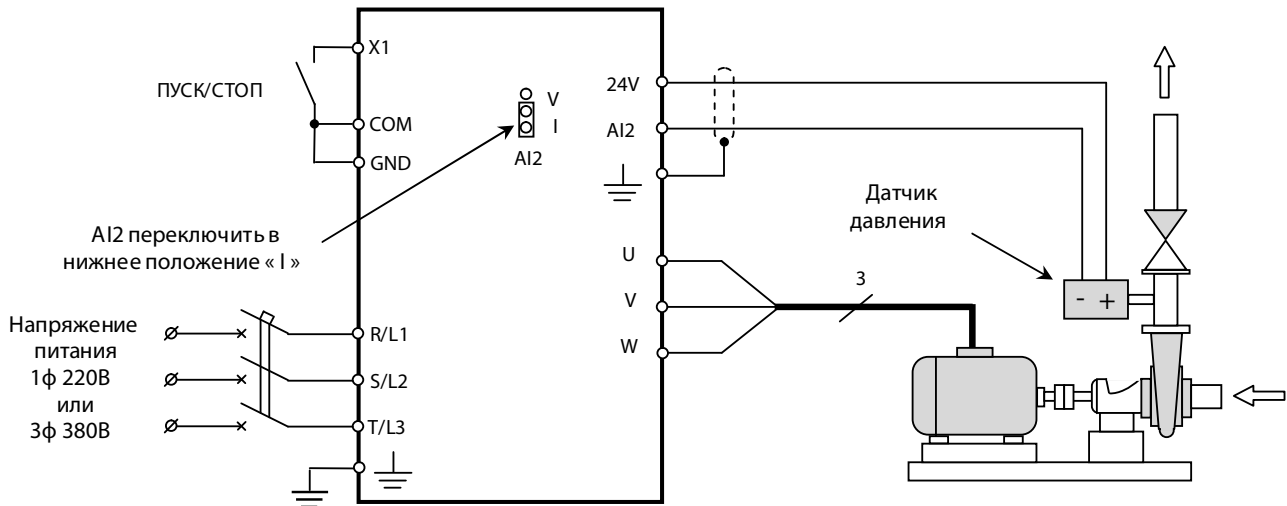 X1
ПУСК/СТОП
COM
GND
V
I
AI2
24V
AI2
Датчик
давления
AI2 переключить в
нижнее положение « I »
U
V
W
3
- +
Напряжение
питания
1ф 220В
или
3ф 380В
R/L1
S/L2
T/L3